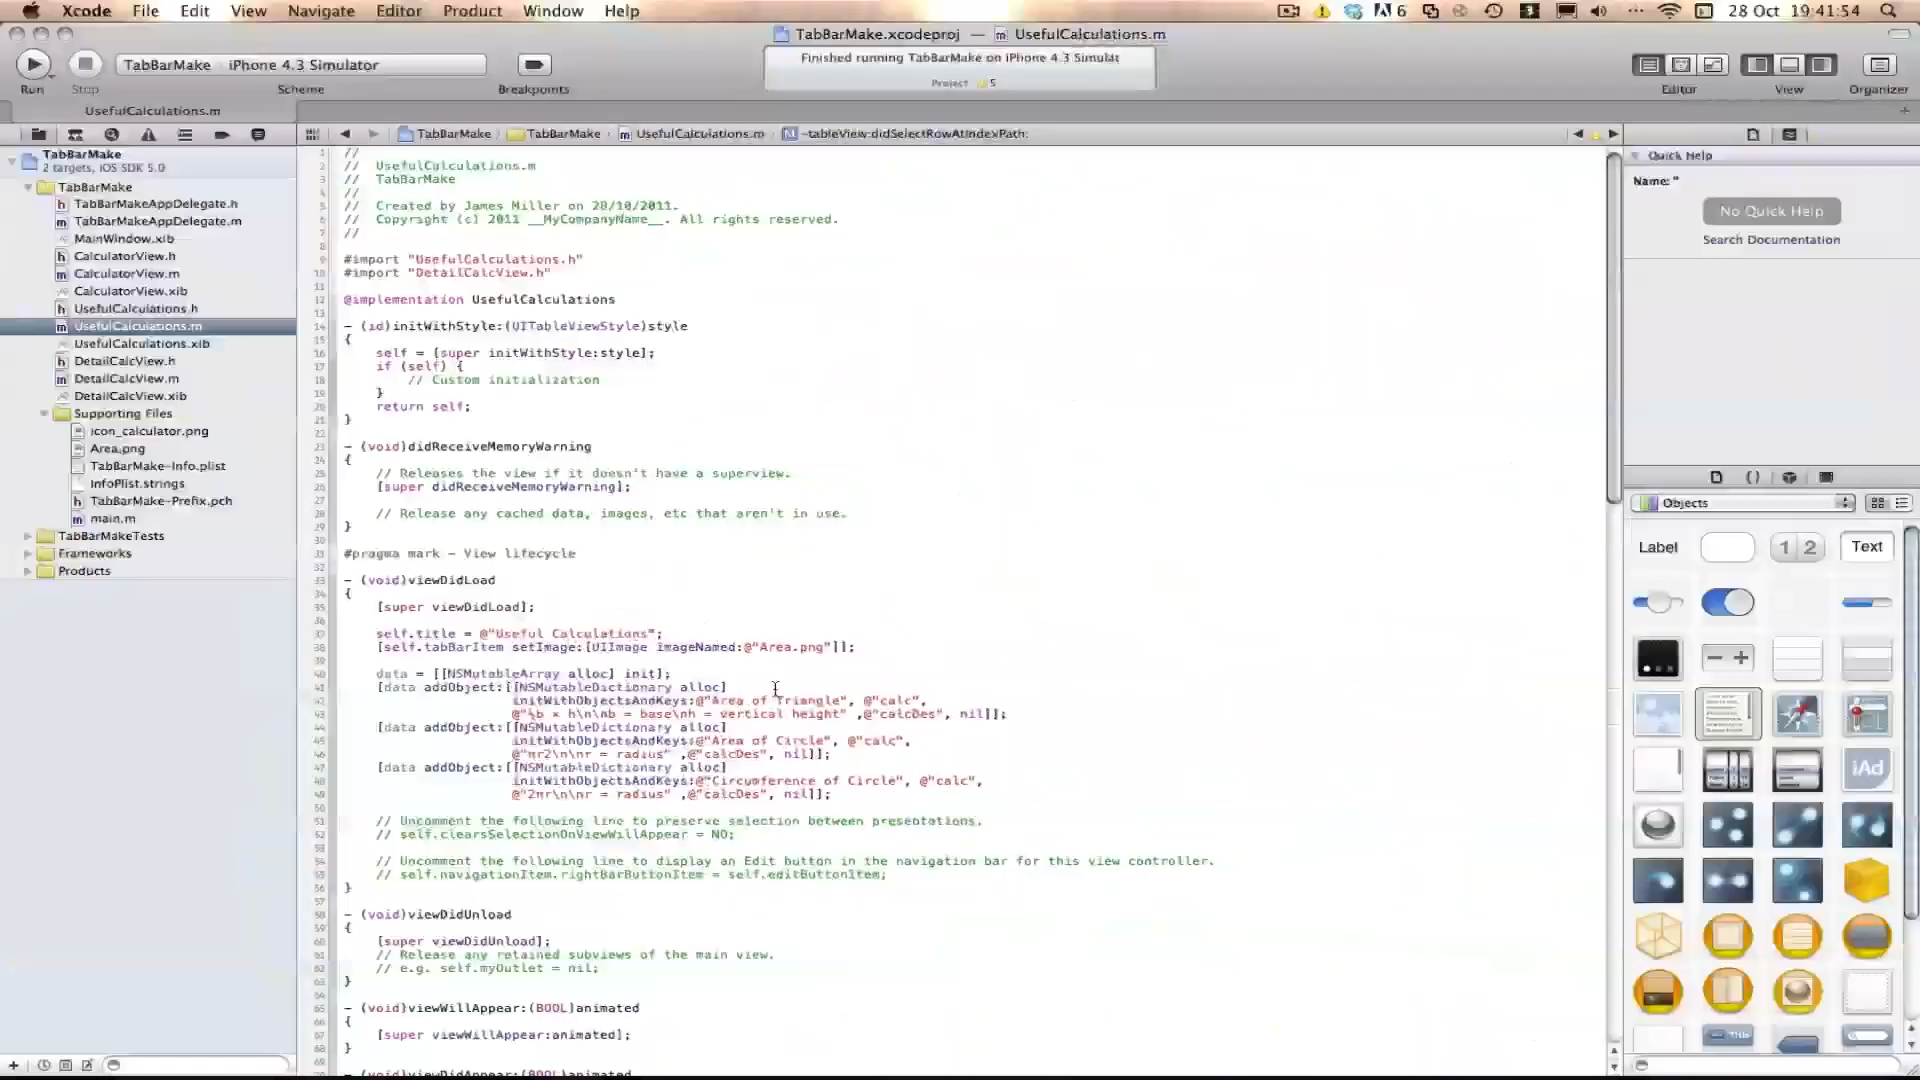 Xcode File Edit View Navigate Editor Product Window Help 6 28 Oct 19:41:54
TabBarMake.xcodeproj — UsefulCalculations.m
TabBarMake iPhone 4.3 Simulator
Finished running TabBarMake on iPhone 4.3 Simulat
Project 5
Run Stop Scheme Breakpoints Editor View Organizer
UsefulCalculations.m
TabBarMake TabBarMake UsefulCalculations.m -tableView:didSelectRowAtIndexPath:
TabBarMake
2 targets, iOS SDK 5.0
TabBarMake
TabBarMakeAppDelegate.h
TabBarMakeAppDelegate.m
MainWindow.xib
CalculatorView.h
CalculatorView.m
CalculatorView.xib
UsefulCalculations.h
UsefulCalculations.m
UsefulCalculations.xib
DetailCalcView.h
DetailCalcView.m
DetailCalcView.xib
Supporting Files
icon_calculator.png
Area.png
TabBarMake-Info.plist
InfoPlist.strings
TabBarMake-Prefix.pch
main.m
TabBarMakeTests
Frameworks
Products
//
// UsefulCalculations.m
// TabBarMake
//
// Created by James Miller on 28/10/2011.
// Copyright (c) 2011 __MyCompanyName__. All rights reserved.
//
#import "UsefulCalculations.h"
#import "DetailCalcView.h"
@implementation UsefulCalculations
- (id)initWithStyle:(UITableViewStyle)style
{
self = [super initWithStyle:style];
if (self) {
// Custom initialization
}
return self;
}
- (void)didReceiveMemoryWarning
{
// Releases the view if it doesn't have a superview.
[super didReceiveMemoryWarning];
// Release any cached data, images, etc that aren't in use.
}
#pragma mark - View lifecycle
- (void)viewDidLoad
{
[super viewDidLoad];
self.title = @"Useful Calculations";
[self.tabBarItem setImage:[UIImage imageNamed:@"Area.png"]];
data = [[NSMutableArray alloc] init];
[data addObject:[[NSMutableDictionary alloc]
initWithObjectsAndKeys:@"Area of Triangle", @"calc",
@"½b × h\n\nb = base\nh = vertical height" ,@"calcDes", nil]];
[data addObject:[[NSMutableDictionary alloc]
initWithObjectsAndKeys:@"Area of Circle", @"calc",
@"πr2\n\nr = radius" ,@"calcDes", nil]];
[data addObject:[[NSMutableDictionary alloc]
initWithObjectsAndKeys:@"Circumference of Circle", @"calc",
@"2πr\n\nr = radius" ,@"calcDes", nil]];
// Uncomment the following line to preserve selection between presentations.
// self.clearsSelectionOnViewWillAppear = NO;
// Uncomment the following line to display an Edit button in the navigation bar for this view controller.
// self.navigationItem.rightBarButtonItem = self.editButtonItem;
}
- (void)viewDidUnload
{
[super viewDidUnload];
// Release any retained subviews of the main view.
// e.g. self.myOutlet = nil;
}
- (void)viewWillAppear:(BOOL)animated
{
[super viewWillAppear:animated];
}
- (void)viewDidAppear:(BOOL)animated
Quick Help
Name: "
No Quick Help
Search Documentation
Objects
Label 1 2 Text
iAd
Title